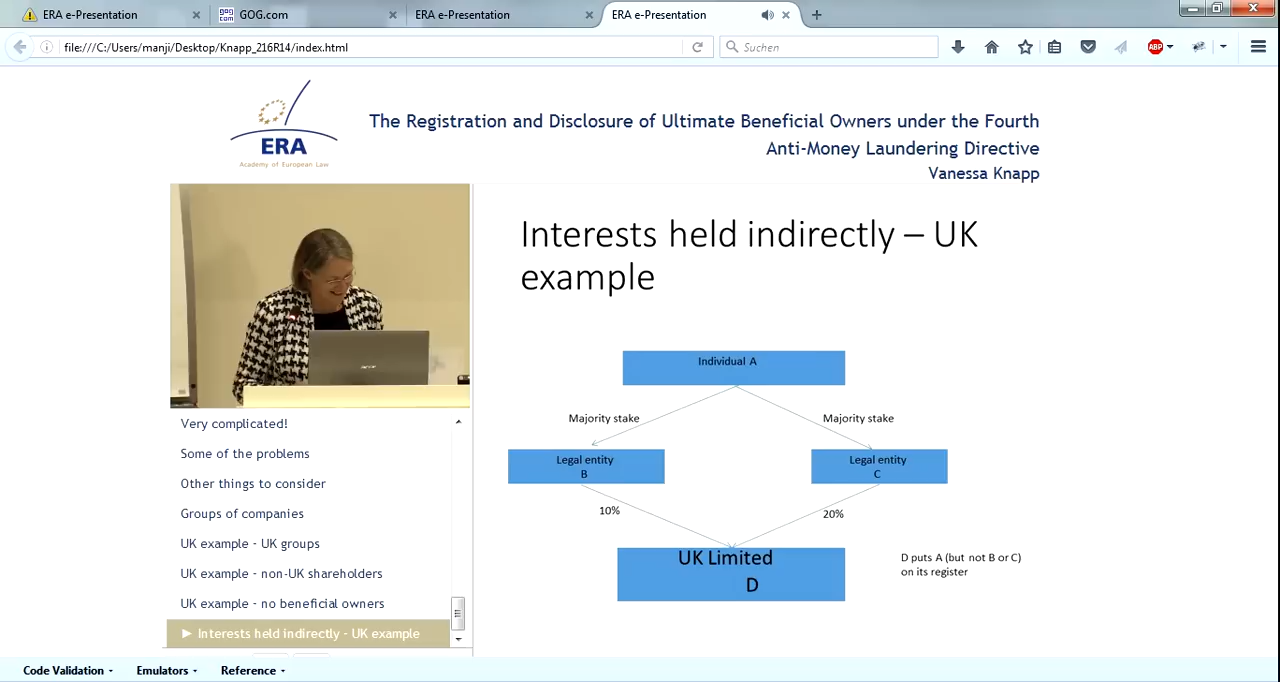 ERA e-Presentation
GOG.com
ERA e-Presentation
ERA e-Presentation
file:///C:/Users/manji/Desktop/Knapp_216R14/index.html
Suchen
ABP
ERA
Academy of European Law
The Registration and Disclosure of Ultimate Beneficial Owners under the Fourth
Anti-Money Laundering Directive
Vanessa Knapp
Interests held indirectly – UK
example
Individual A
Majority stake
Majority stake
Legal entity
B
Legal entity
C
10%
20%
UK Limited
D
D puts A (but not B or C)
on its register
acer
Very complicated!
Some of the problems
Other things to consider
Groups of companies
UK example - UK groups
UK example - non-UK shareholders
UK example - no beneficial owners
► Interests held indirectly - UK example
Code Validation
Emulators
Reference